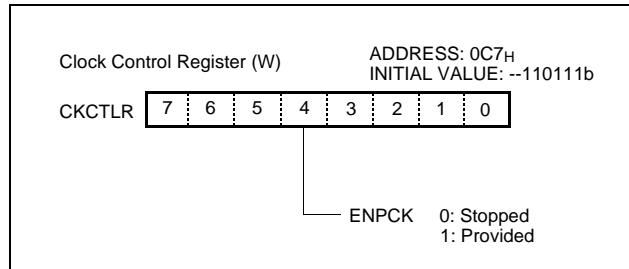 Clock Control Register (W)
ADDRESS: 0C7H
INITIAL VALUE: --110111b
CKCTLR 7 6 5 4 3 2 1 0
ENPCK 0: Stopped
1: Provided